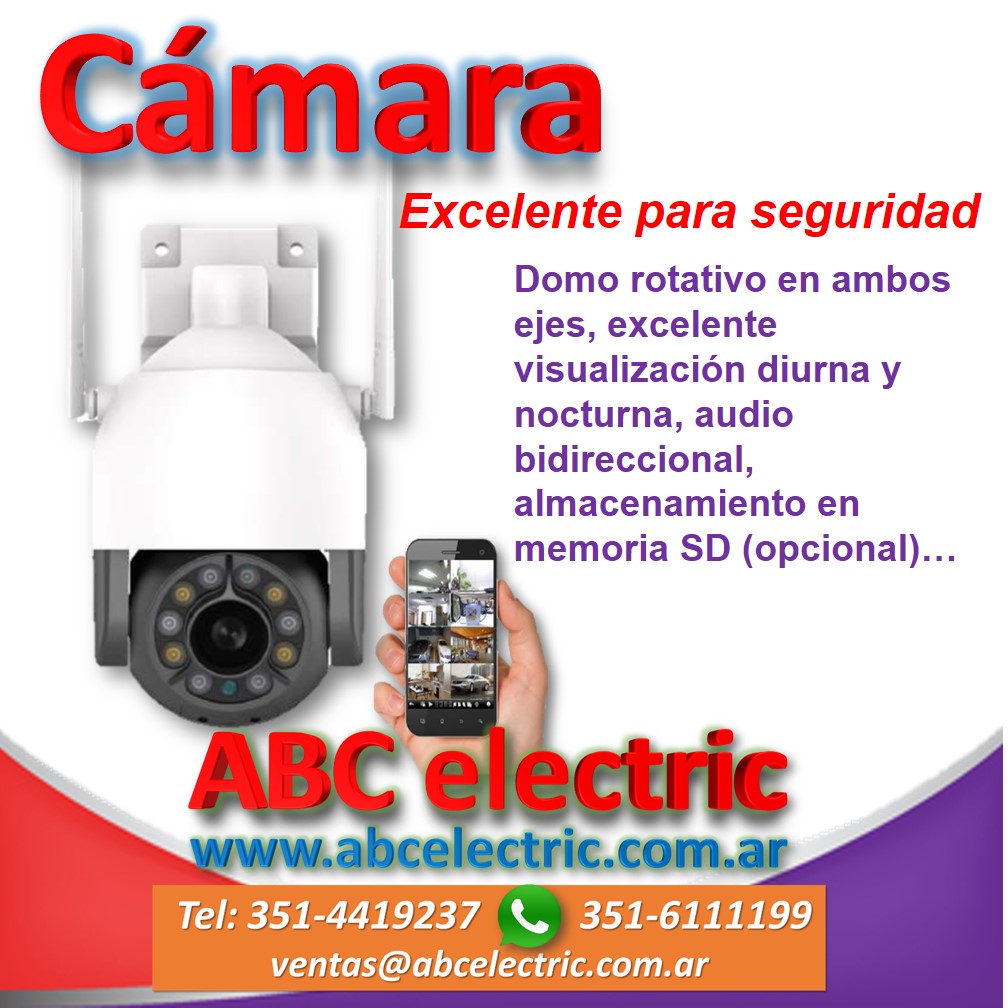 Cámara
Excelente para seguridad
Domo rotativo en ambos
ejes, excelente
visualización diurna y
nocturna, audio
bidireccional,
almacenamiento en
memoria SD (opcional)…
ABC electric
www.abcelectric.com.ar
Tel: 351-4419237 351-6111199
ventas@abcelectric.com.ar